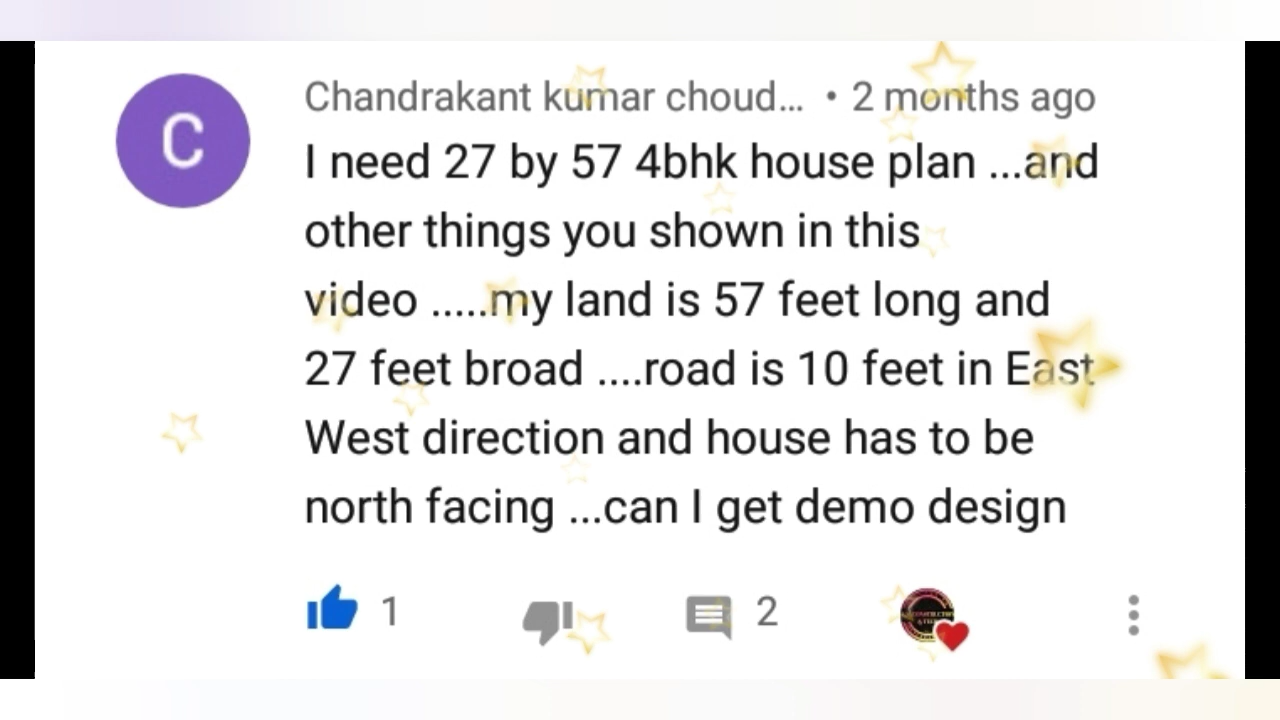 C
Chandrakant kumar choud... • 2 months ago
I need 27 by 57 4bhk house plan ...and
other things you shown in this
video .....my land is 57 feet long and
27 feet broad ....road is 10 feet in East
West direction and house has to be
north facing ...can I get demo design
1 2